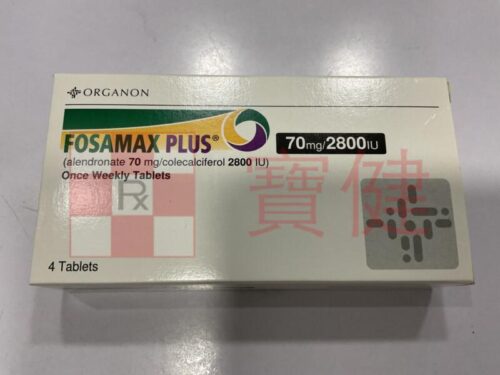 ORGANON
FOSAMAX PLUS®
70mg/2800IU
(alendronate 70 mg/colecalciferol 2800 IU)
Once Weekly Tablets
Rx
寶健
4 Tablets